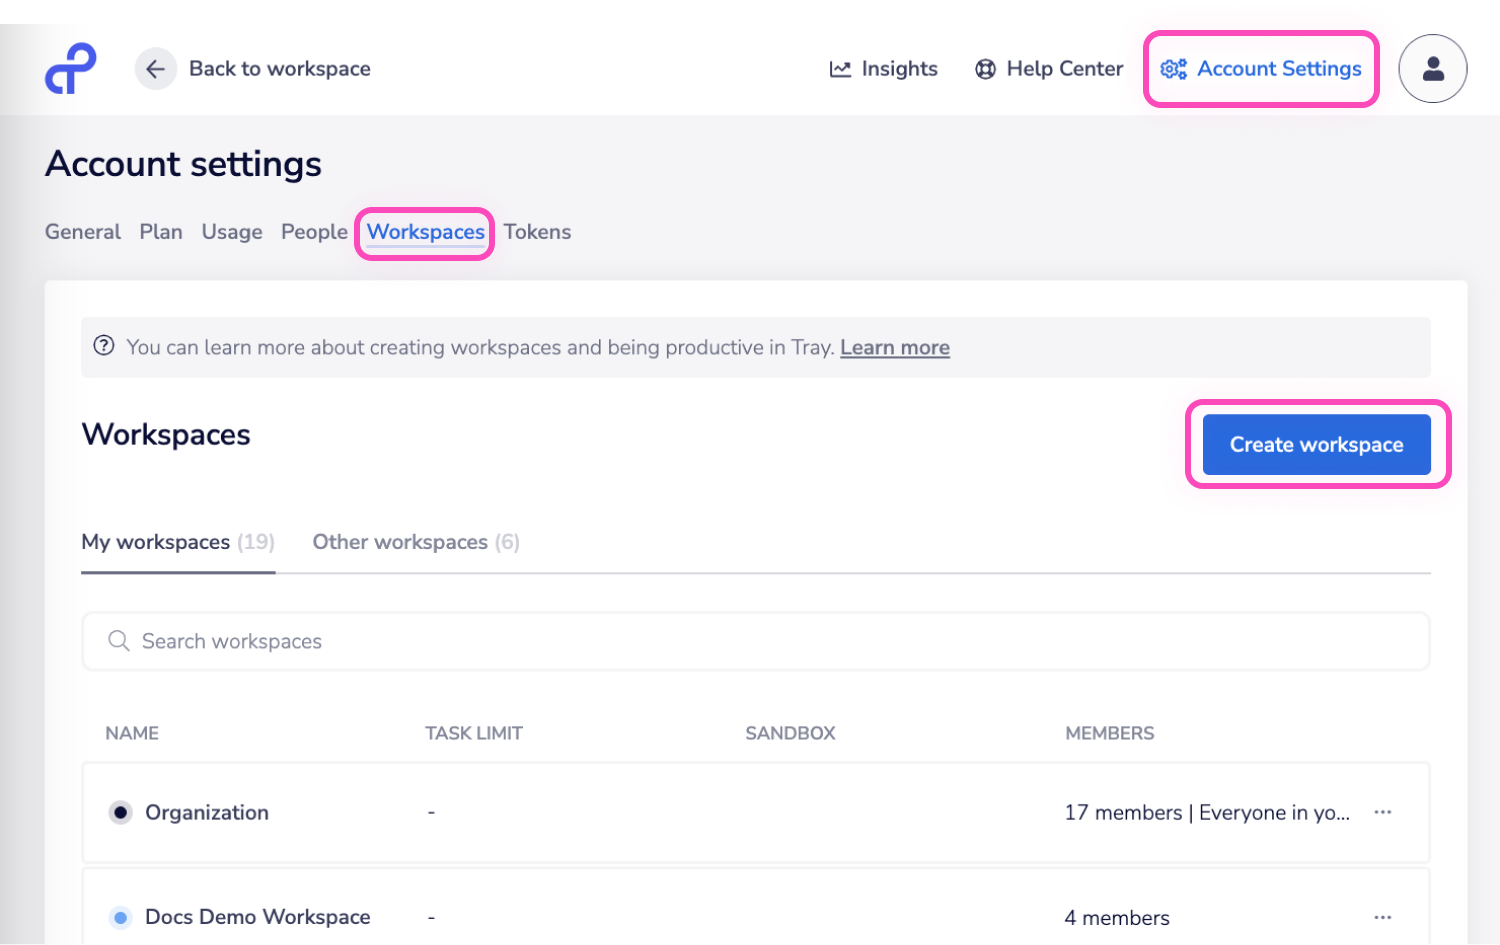 Back to workspace
Insights
Help Center
Account Settings
Account settings
General Plan Usage People Workspaces Tokens
You can learn more about creating workspaces and being productive in Tray. Learn more
Workspaces
Create workspace
My workspaces (19) Other workspaces (6)
Search workspaces
NAME TASK LIMIT SANDBOX MEMBERS
Organization - 17 members | Everyone in yo... ...
Docs Demo Workspace - 4 members ...